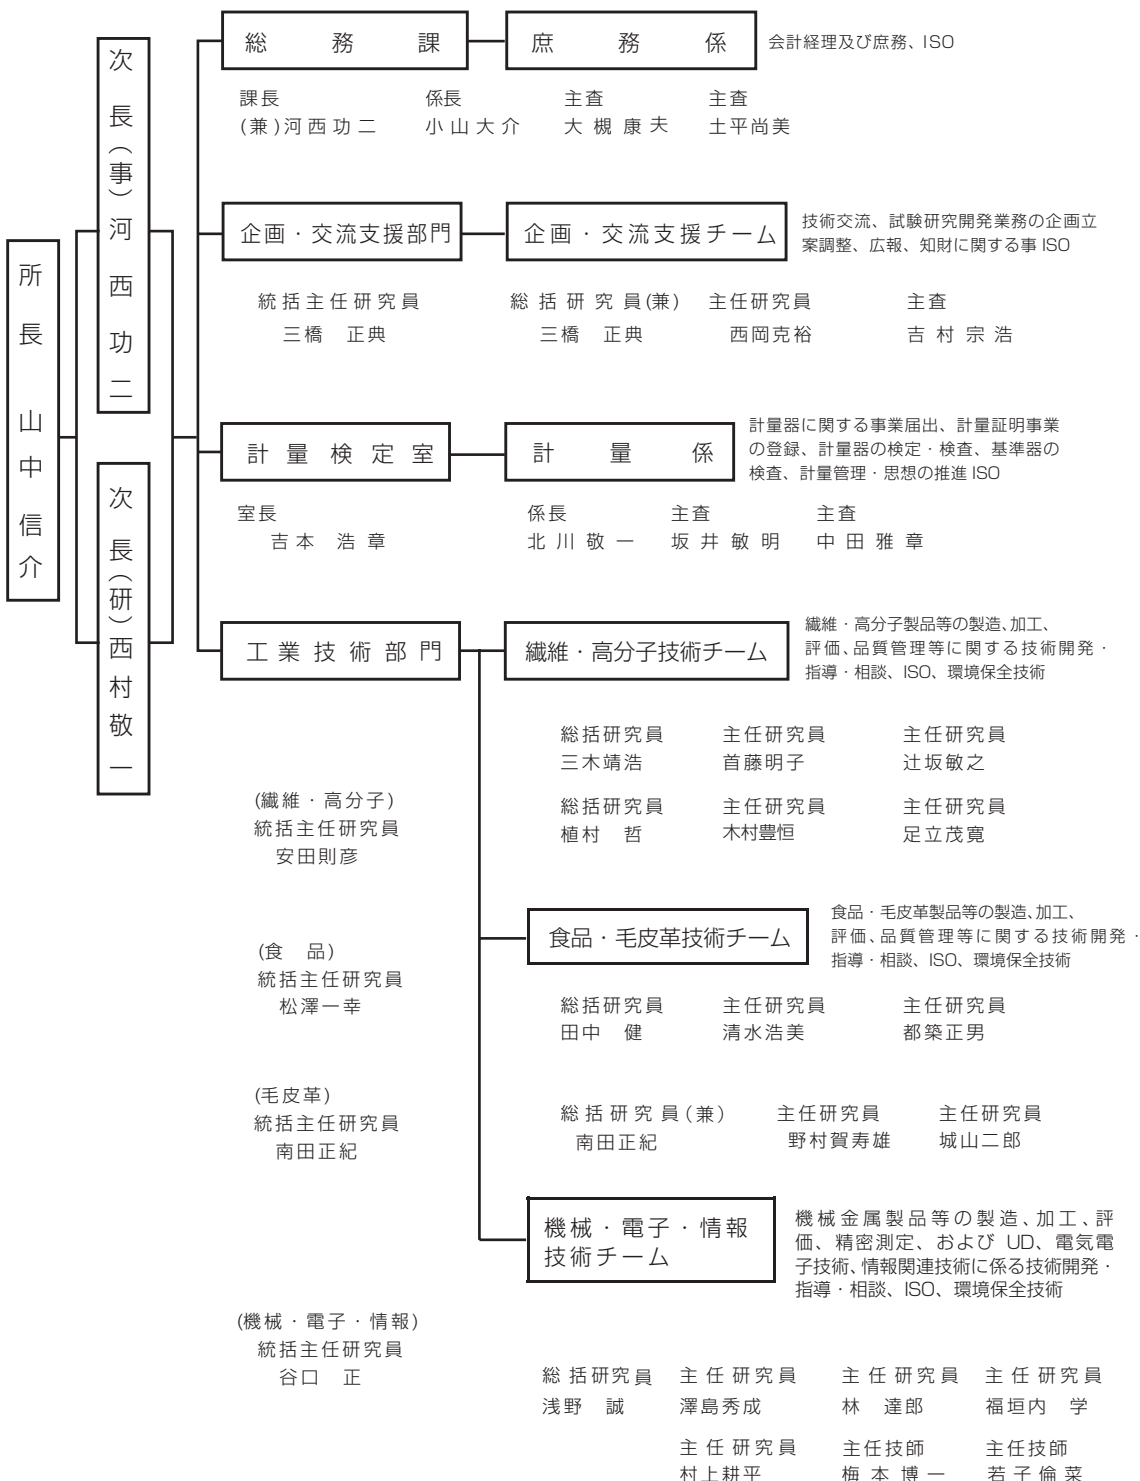 所長 山中信介
次長(事)河西功二
次長(研)西村敬一
総務課
庶務係
会計経理及び庶務、ISO
課長 係長 主査 主査
(兼)河西功二 小山大介 大槻康夫 土平尚美
企画・交流支援部門
企画・交流支援チーム
技術交流、試験研究開発業務の企画立
案調整、広報、知財に関する事 ISO
統括主任研究員 総括研究員(兼) 主任研究員 主査
三橋 正典 三橋 正典 西岡克裕 吉村宗浩
計量検定室
計量係
計量器に関する事業届出、計量証明事業
の登録、計量器の検定・検査、基準器の
検査、計量管理・思想の推進 ISO
室長 係長 主査 主査
吉本 浩章 北川敬一 坂井敏明 中田雅章
工業技術部門
繊維・高分子技術チーム
繊維・高分子製品等の製造、加工、
評価、品質管理等に関する技術開発・
指導・相談、ISO、環境保全技術
総括研究員 主任研究員 主任研究員
三木靖浩 首藤明子 辻坂敏之
(繊維・高分子)
統括主任研究員
安田則彦
総括研究員 主任研究員 主任研究員
植村 哲 木村豊恒 足立茂寛
食品・毛皮革技術チーム
食品・毛皮革製品等の製造、加工、
評価、品質管理等に関する技術開発・
指導・相談、ISO、環境保全技術
(食 品)
統括主任研究員
松澤一幸
総括研究員 主任研究員 主任研究員
田中 健 清水浩美 都築正男
(毛皮革)
統括主任研究員
南田正紀
総括研究員(兼) 主任研究員 主任研究員
南田正紀 野村賀寿雄 城山二郎
機械・電子・情報
技術チーム
機械金属製品等の製造、加工、評
価、精密測定、および UD、電気電
子技術、情報関連技術に係る技術開発・
指導・相談、ISO、環境保全技術
(機械・電子・情報)
統括主任研究員
谷口 正
総括研究員 主任研究員 主任研究員 主任研究員
浅野 誠 澤島秀成 林 達郎 福垣内 学
主任研究員 主任技師 主任技師
村上耕平 梅本博一 若子倫菜